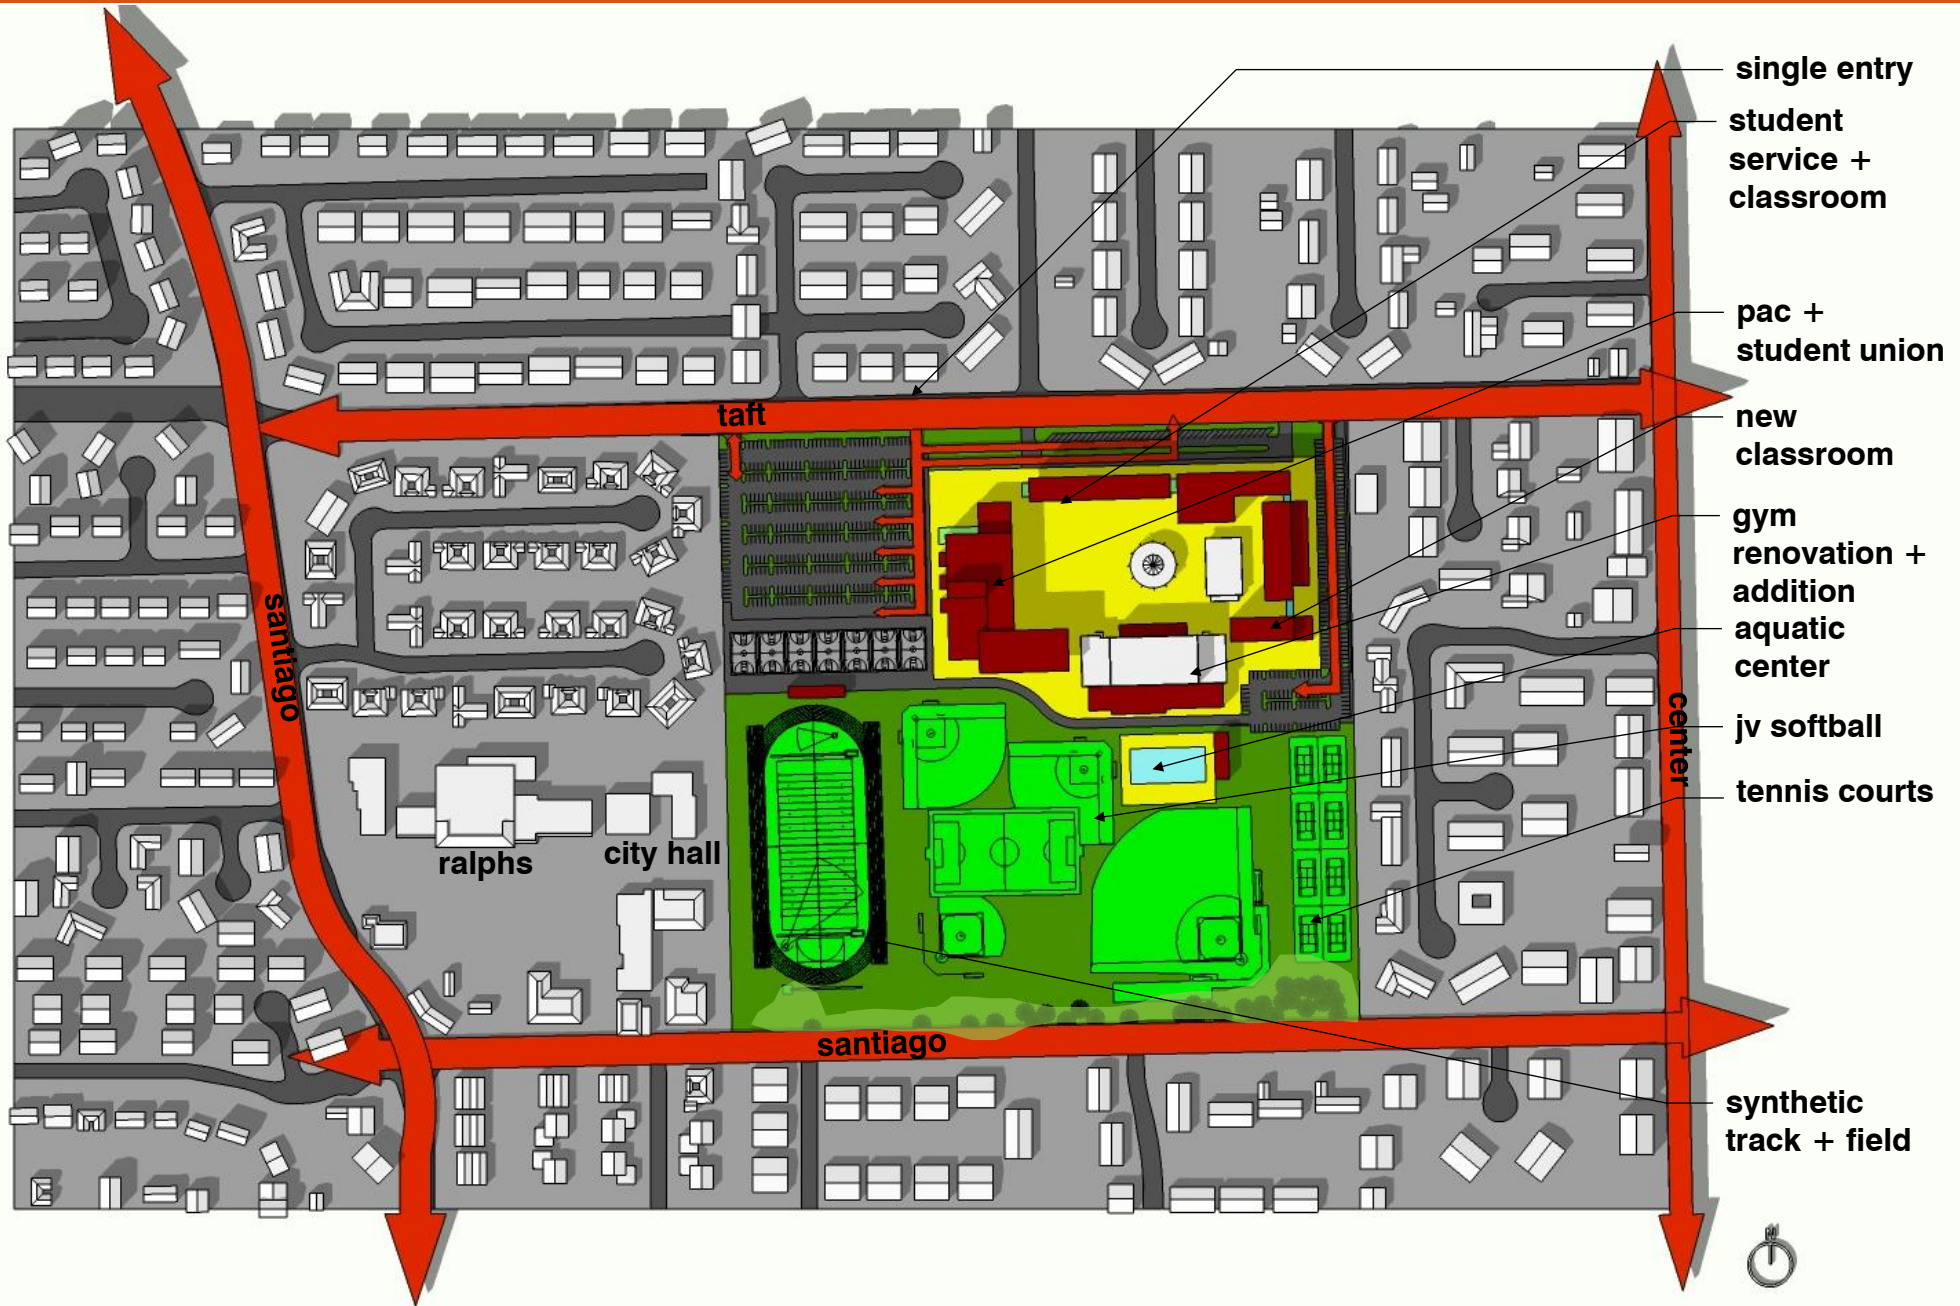 single entry
student
service +
classroom
pac +
student union
taft
new
classroom
gym
renovation +
addition
santiago
aquatic
center
center
jv softball
tennis courts
ralphs
city hall
santiago
synthetic
track + field
N